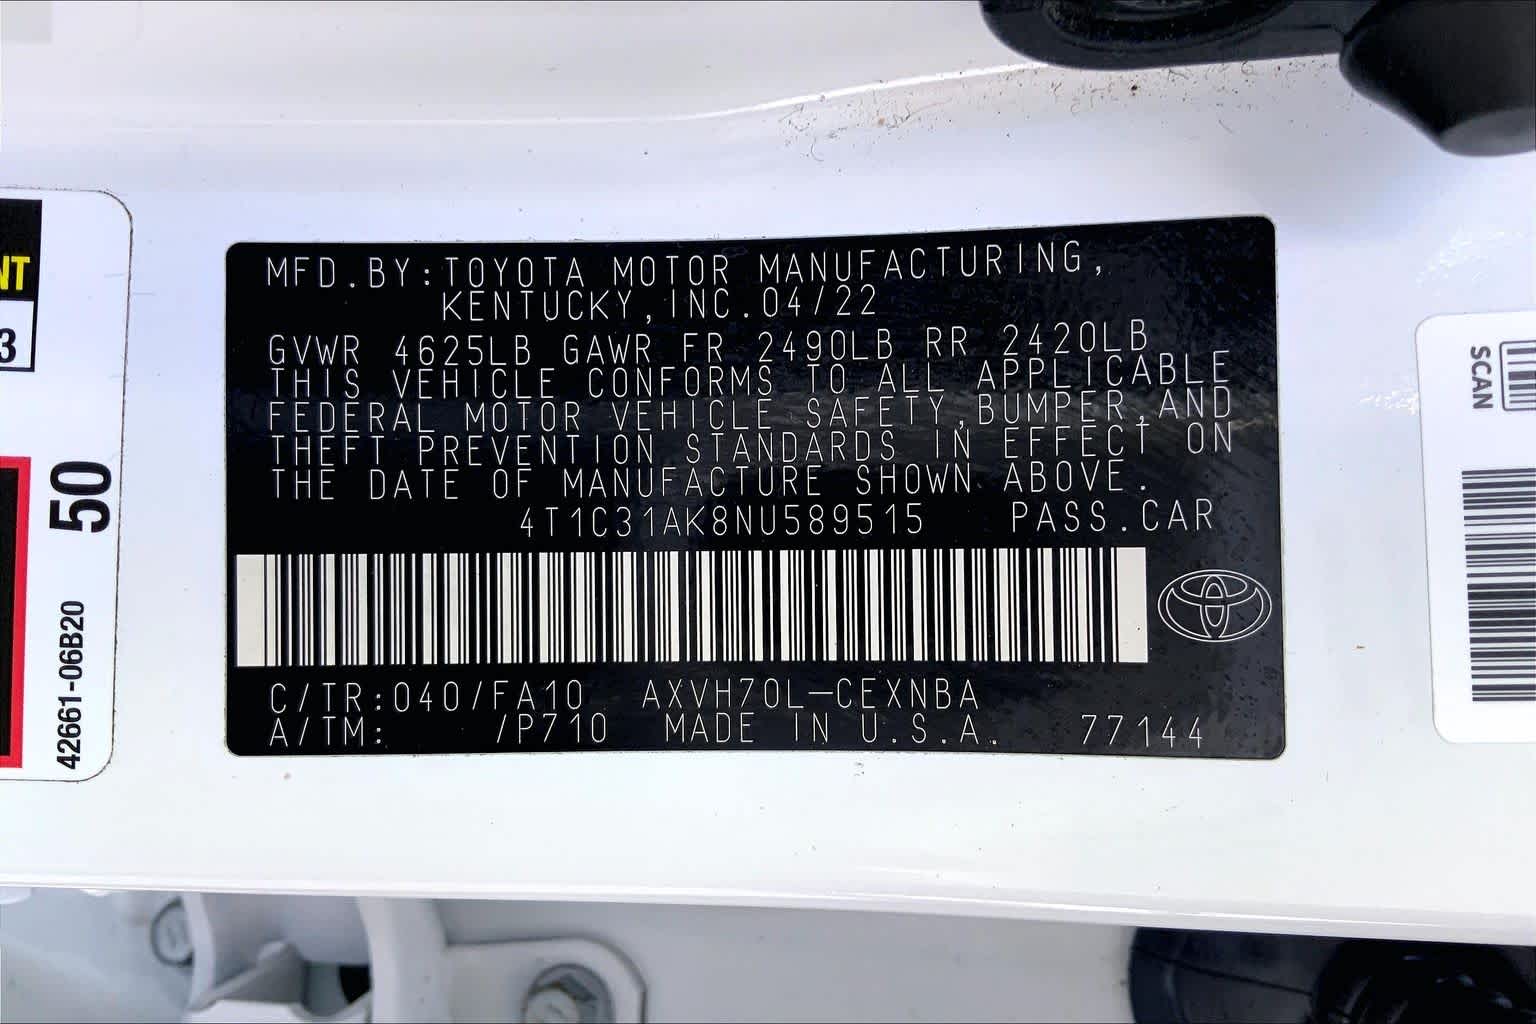 NT
3
50
42661-06B20
MFD.BY:TOYOTA MOTOR MANUFACTURING,
KENTUCKY,INC.04/22
GVWR 4625LB GAWR FR 2490LB RR 2420LB
THIS VEHICLE CONFORMS TO ALL APPLICABLE
FEDERAL MOTOR VEHICLE SAFETY,BUMPER,AND
THEFT PREVENTION STANDARDS IN EFFECT ON
THE DATE OF MANUFACTURE SHOWN ABOVE.
4T1C31AK8NU589515 PASS.CAR
C/TR:040/FA10 AXVH70L-CEXNBA
A/TM: /P710 MADE IN U.S.A. 77144
SCAN